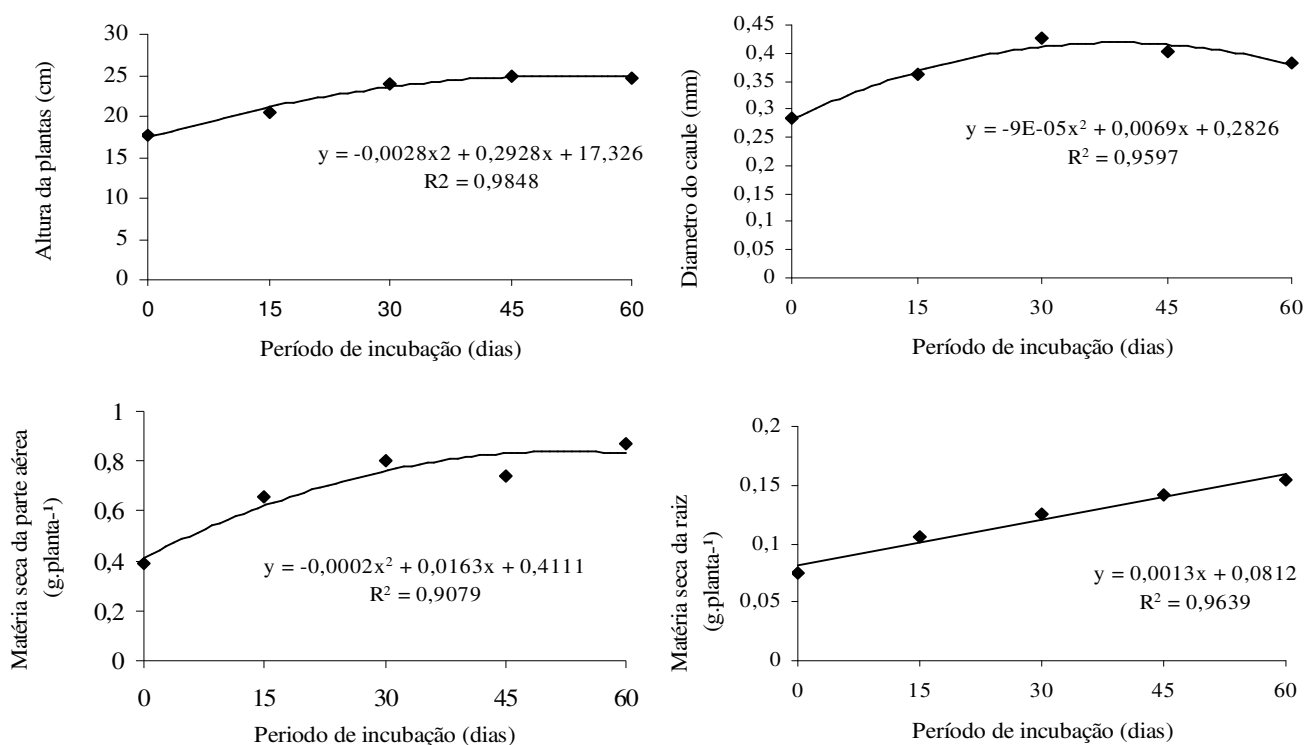 Altura da plantas (cm)
30
25
20
15
10
5
0
y = -0,0028x2 + 0,2928x + 17,326
R2 = 0,9848
0 15 30 45 60
Período de incubação (dias)
Diametro do caule (mm)
0,45
0,4
0,35
0,3
0,25
0,2
0,15
0,1
0,05
0
y = -9E-05x² + 0,0069x + 0,2826
R² = 0,9597
0 15 30 45 60
Período de incubação (dias)
Matéria seca da parte aérea
(g.planta-¹)
1
0,8
0,6
0,4
0,2
0
y = -0,0002x² + 0,0163x + 0,4111
R² = 0,9079
0 15 30 45 60
Periodo de incubação (dias)
Matéria seca da raiz
(g.planta-¹)
0,2
0,15
0,1
0,05
0
y = 0,0013x + 0,0812
R² = 0,9639
0 15 30 45 60
Período de incubação (dias)